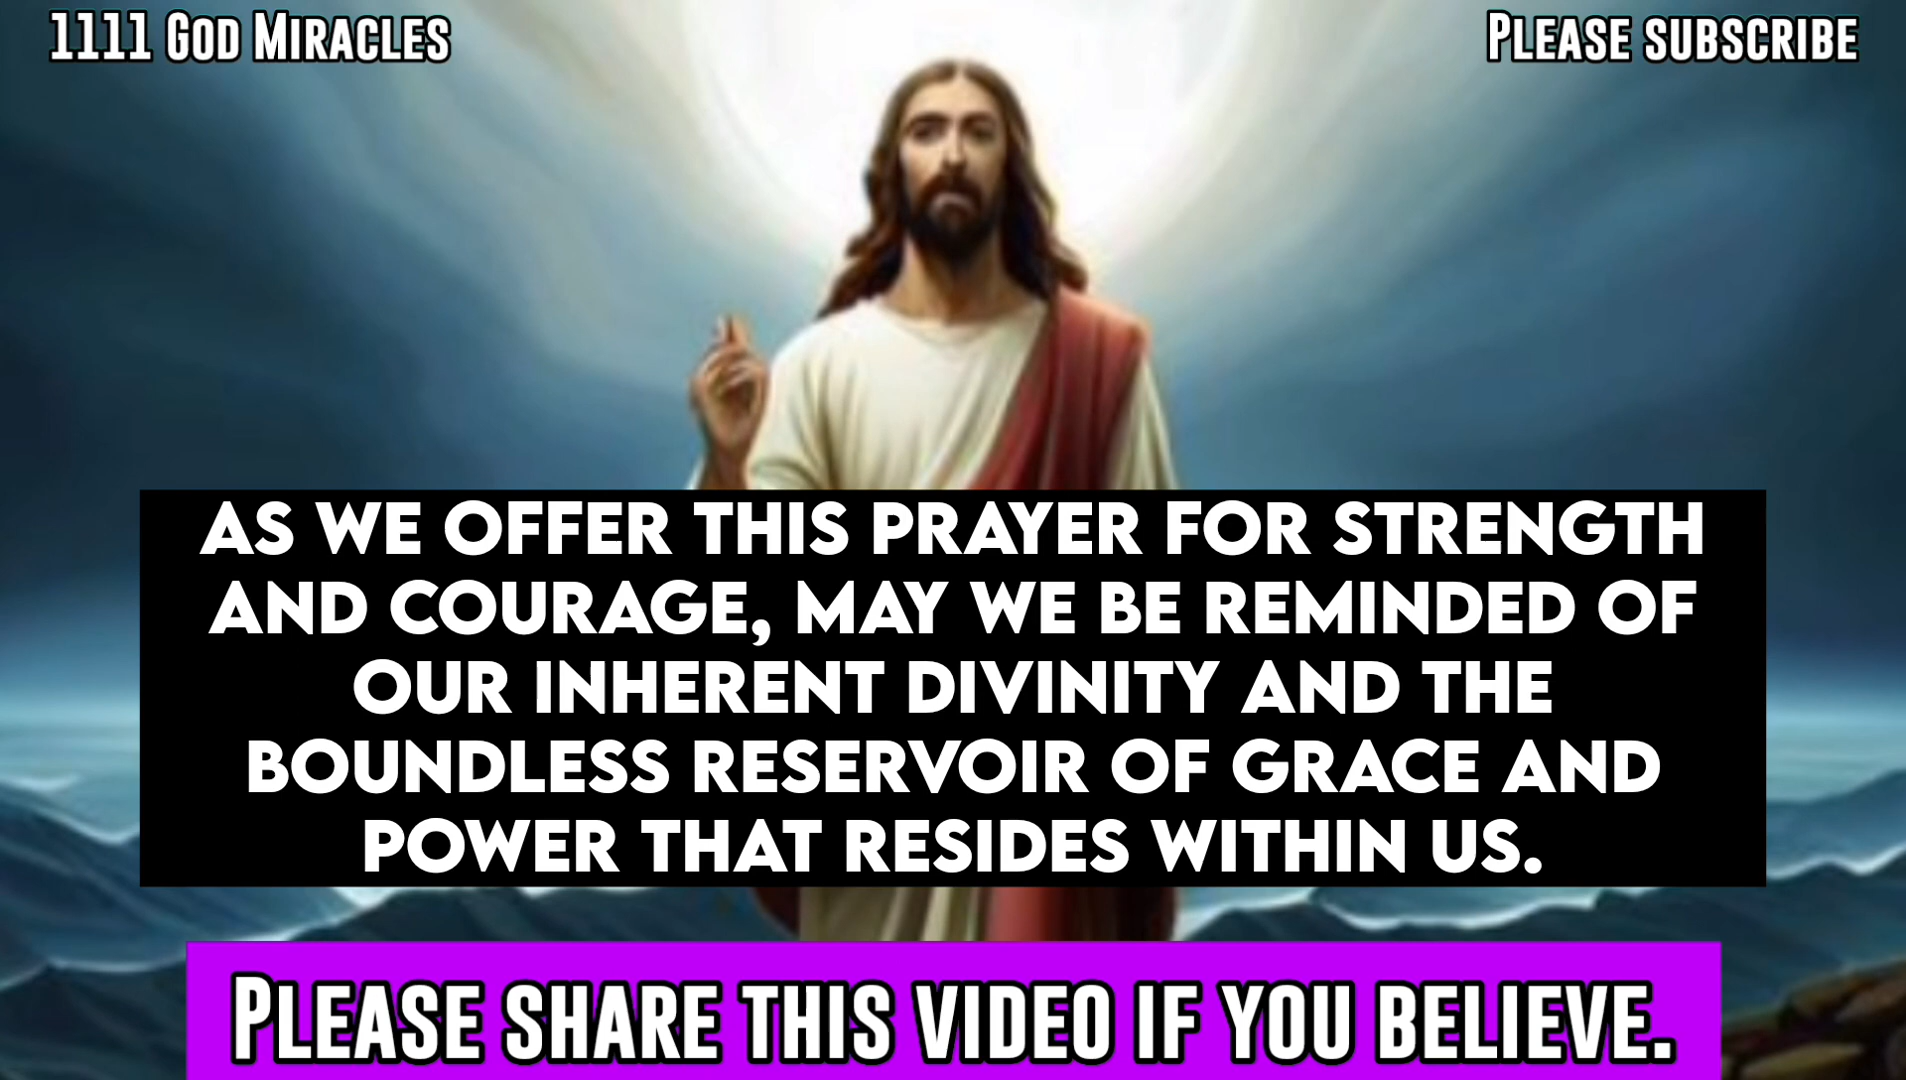 1111 God Miracles
Please subscribe
AS WE OFFER THIS PRAYER FOR STRENGTH
AND COURAGE, MAY WE BE REMINDED OF
OUR INHERENT DIVINITY AND THE
BOUNDLESS RESERVOIR OF GRACE AND
POWER THAT RESIDES WITHIN US.
Please share this video if you believe.